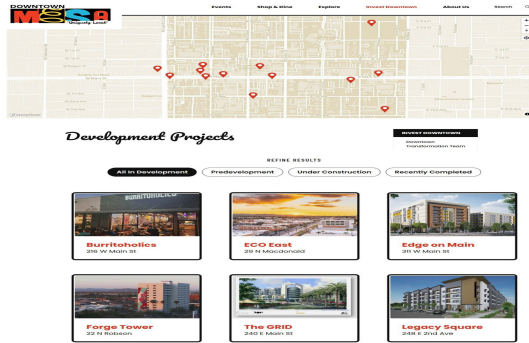 DOWNTOWN
MESA
Uniquely Local!
Events
Shop & Dine
Explore
Invest Downtown
About Us
Search
Development Projects
INVEST DOWNTOWN
Downtown
Transformation Team
REFINE RESULTS
All In Development
Predevelopment
Under Construction
Recently Completed
BURRITOHOLICS
Burritoholics
216 W Main St
ECO East
29 N Macdonald
Edge on Main
311 W Main St
Forge Tower
22 N Robson
The GRID
240 E Main St
Legacy Square
248 E 2nd Ave